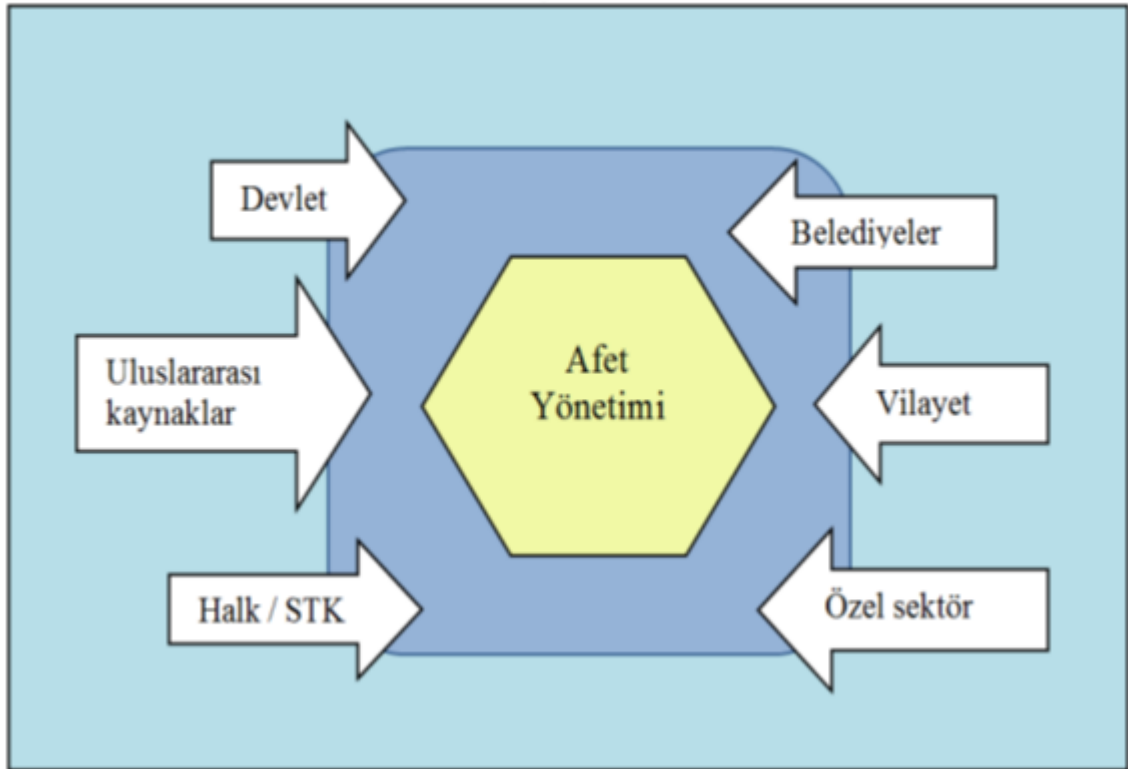 Devlet
Belediyeler
Uluslararası
kaynaklar
Afet
Yönetimi
Vilayet
Halk / STK
Özel sektör